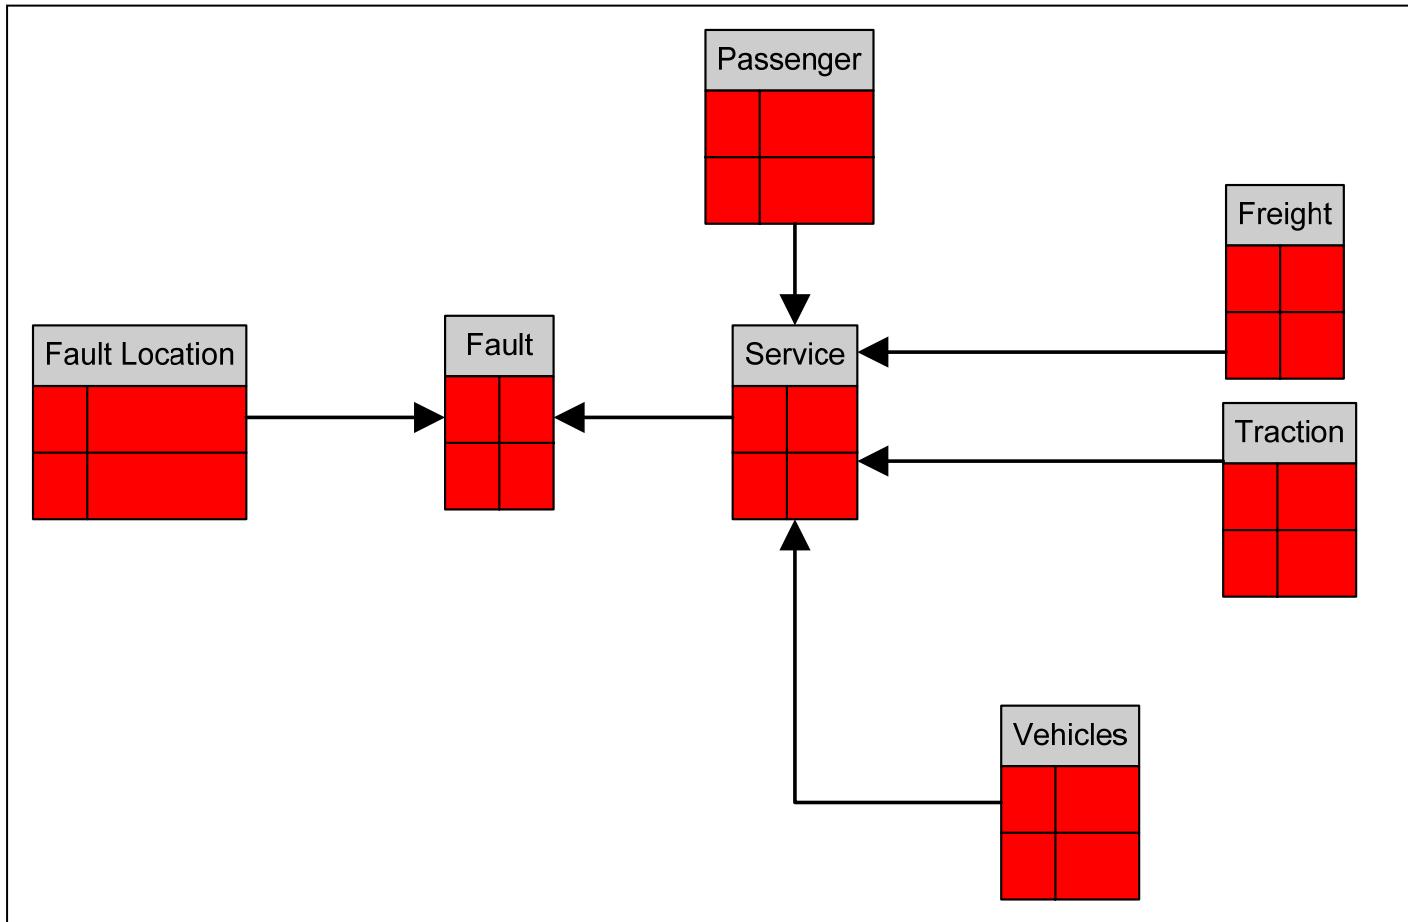 Passenger
Freight
Fault Location
Fault
Service
Traction
Vehicles